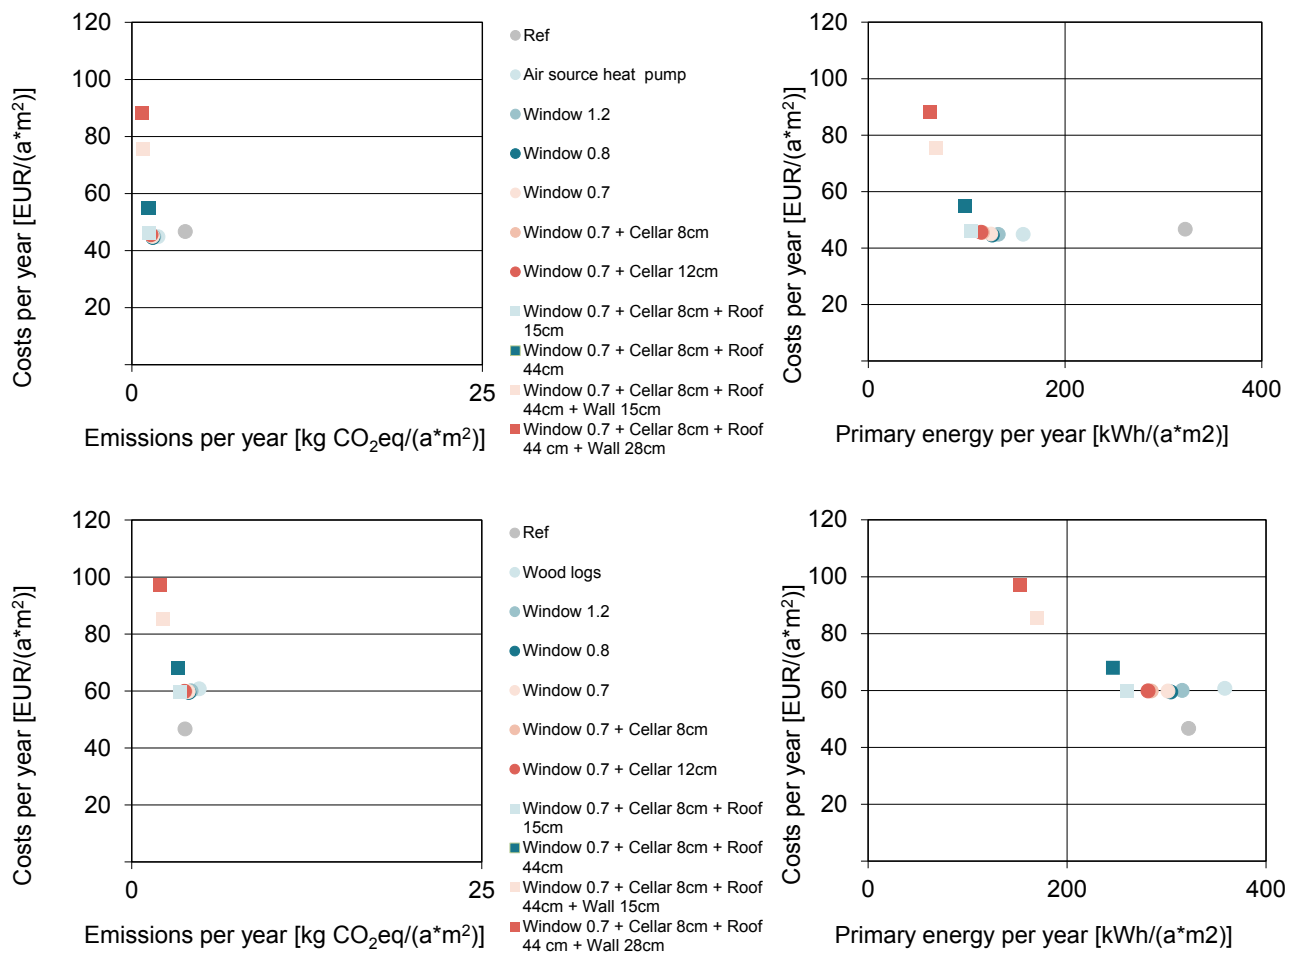 120
100
80
60
40
20
0
25
Costs per year [EUR/(a*m²)]
Emissions per year [kg CO₂eq/(a*m²)]
Ref
Air source heat pump
Window 1.2
Window 0.8
Window 0.7
Window 0.7 + Cellar 8cm
Window 0.7 + Cellar 12cm
Window 0.7 + Cellar 8cm + Roof
15cm
Window 0.7 + Cellar 8cm + Roof
44cm
Window 0.7 + Cellar 8cm + Roof
44cm + Wall 15cm
Window 0.7 + Cellar 8cm + Roof
44 cm + Wall 28cm
120
100
80
60
40
20
0
200
400
Costs per year [EUR/(a*m²)]
Primary energy per year [kWh/(a*m2)]
120
100
80
60
40
20
0
25
Costs per year [EUR/(a*m²)]
Emissions per year [kg CO₂eq/(a*m²)]
Ref
Wood logs
Window 1.2
Window 0.8
Window 0.7
Window 0.7 + Cellar 8cm
Window 0.7 + Cellar 12cm
Window 0.7 + Cellar 8cm + Roof
15cm
Window 0.7 + Cellar 8cm + Roof
44cm
Window 0.7 + Cellar 8cm + Roof
44cm + Wall 15cm
Window 0.7 + Cellar 8cm + Roof
44 cm + Wall 28cm
120
100
80
60
40
20
0
200
400
Costs per year [EUR/(a*m²)]
Primary energy per year [kWh/(a*m2)]